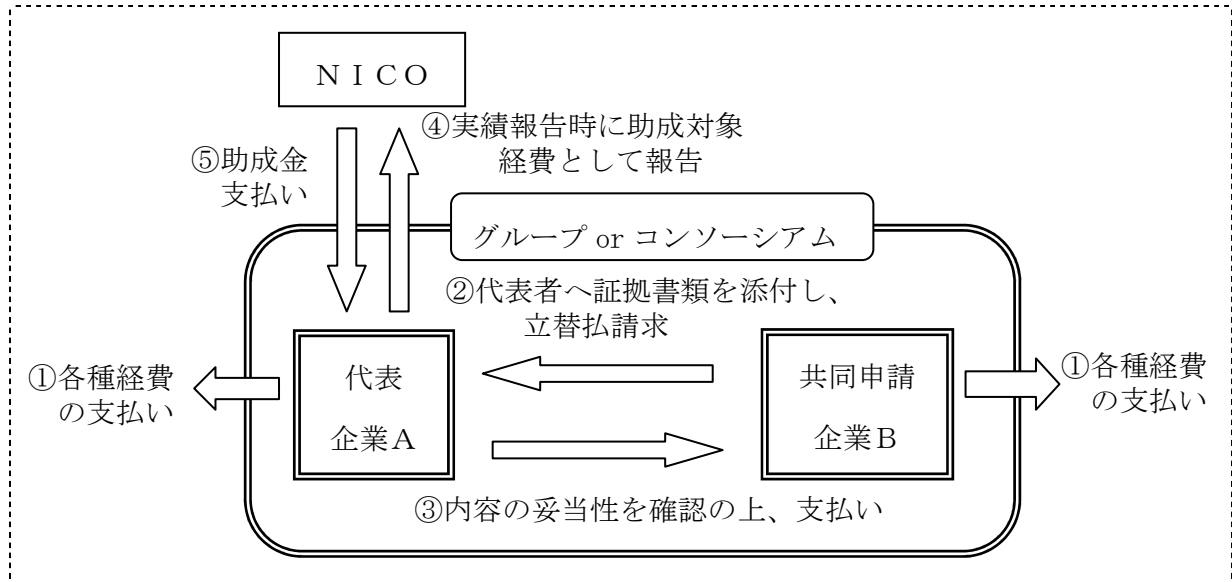 ＮＩＣＯ
④実績報告時に助成対象
経費として報告
⑤助成金
支払い
グループ or コンソーシアム
②代表者へ証拠書類を添付し、
立替払請求
①各種経費
の支払い
代表
企業Ａ
共同申請
企業Ｂ
①各種経費
の支払い
③内容の妥当性を確認の上、支払い